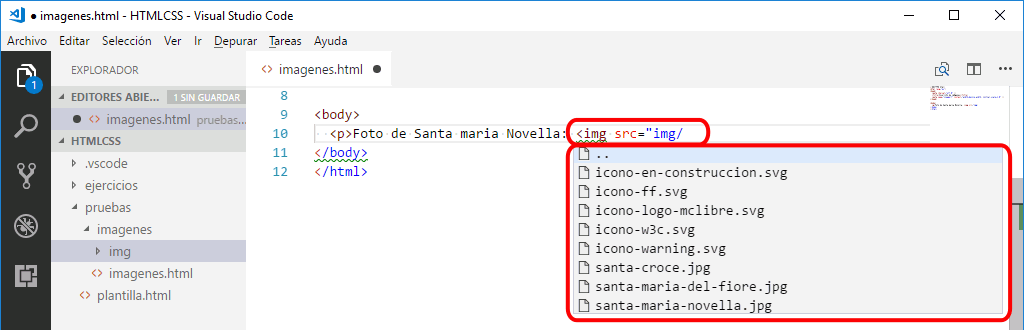 ● imagenes.html - HTMLCSS - Visual Studio Code
Archivo Editar Selección Ver Ir Depurar Tareas Ayuda
EXPLORADOR
EDITORES ABIE... 1 SIN GUARDAR
● imagenes.html pruebas...
HTMLCSS
.vscode
ejercicios
pruebas
imagenes
img
<> imagenes.html
<> plantilla.html
1
<> imagenes.html ●
8
9 <body>
10 <p>Foto de Santa maria Novella: <img src="img/
11 </body>
12 </html>
..
icono-en-construccion.svg
icono-ff.svg
icono-logo-mclibre.svg
icono-w3c.svg
icono-warning.svg
santa-croce.jpg
santa-maria-del-fiore.jpg
santa-maria-novella.jpg